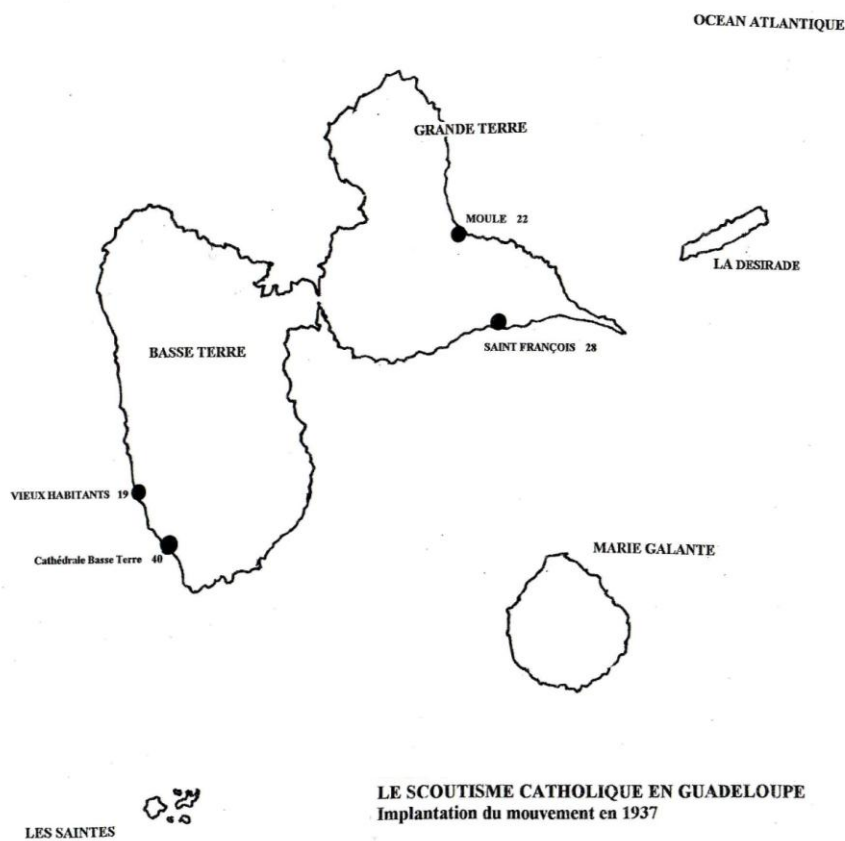 OCEAN ATLANTIQUE
GRANDE TERRE
MOULE 22
LA DESIRADE
BASSE TERRE
SAINT FRANÇOIS 28
VIEUX HABITANTS 19
Cathédrale Basse Terre 40
MARIE GALANTE
LE SCOUTISME CATHOLIQUE EN GUADELOUPE
Implantation du mouvement en 1937
LES SAINTES